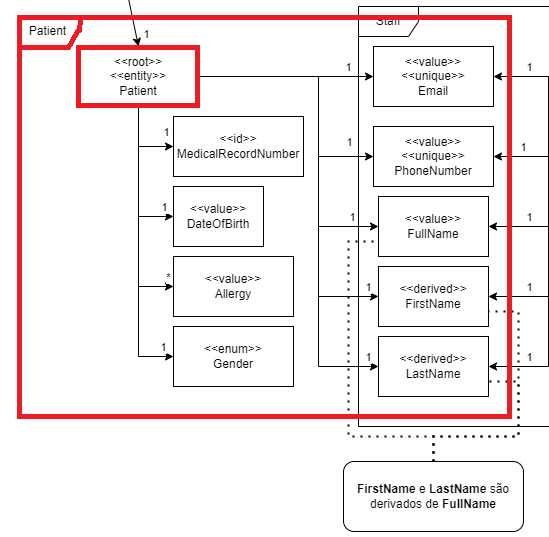 Patient
Staff
1
<<root>>
<<entity>>
Patient
1
<<value>>
<<unique>>
Email
1
1
<<id>>
MedicalRecordNumber
1
<<value>>
<<unique>>
PhoneNumber
1
1
<<value>>
DateOfBirth
1
<<value>>
FullName
1
*
<<value>>
Allergy
1
<<derived>>
FirstName
1
1
<<enum>>
Gender
1
<<derived>>
LastName
1
FirstName e LastName são
derivados de FullName